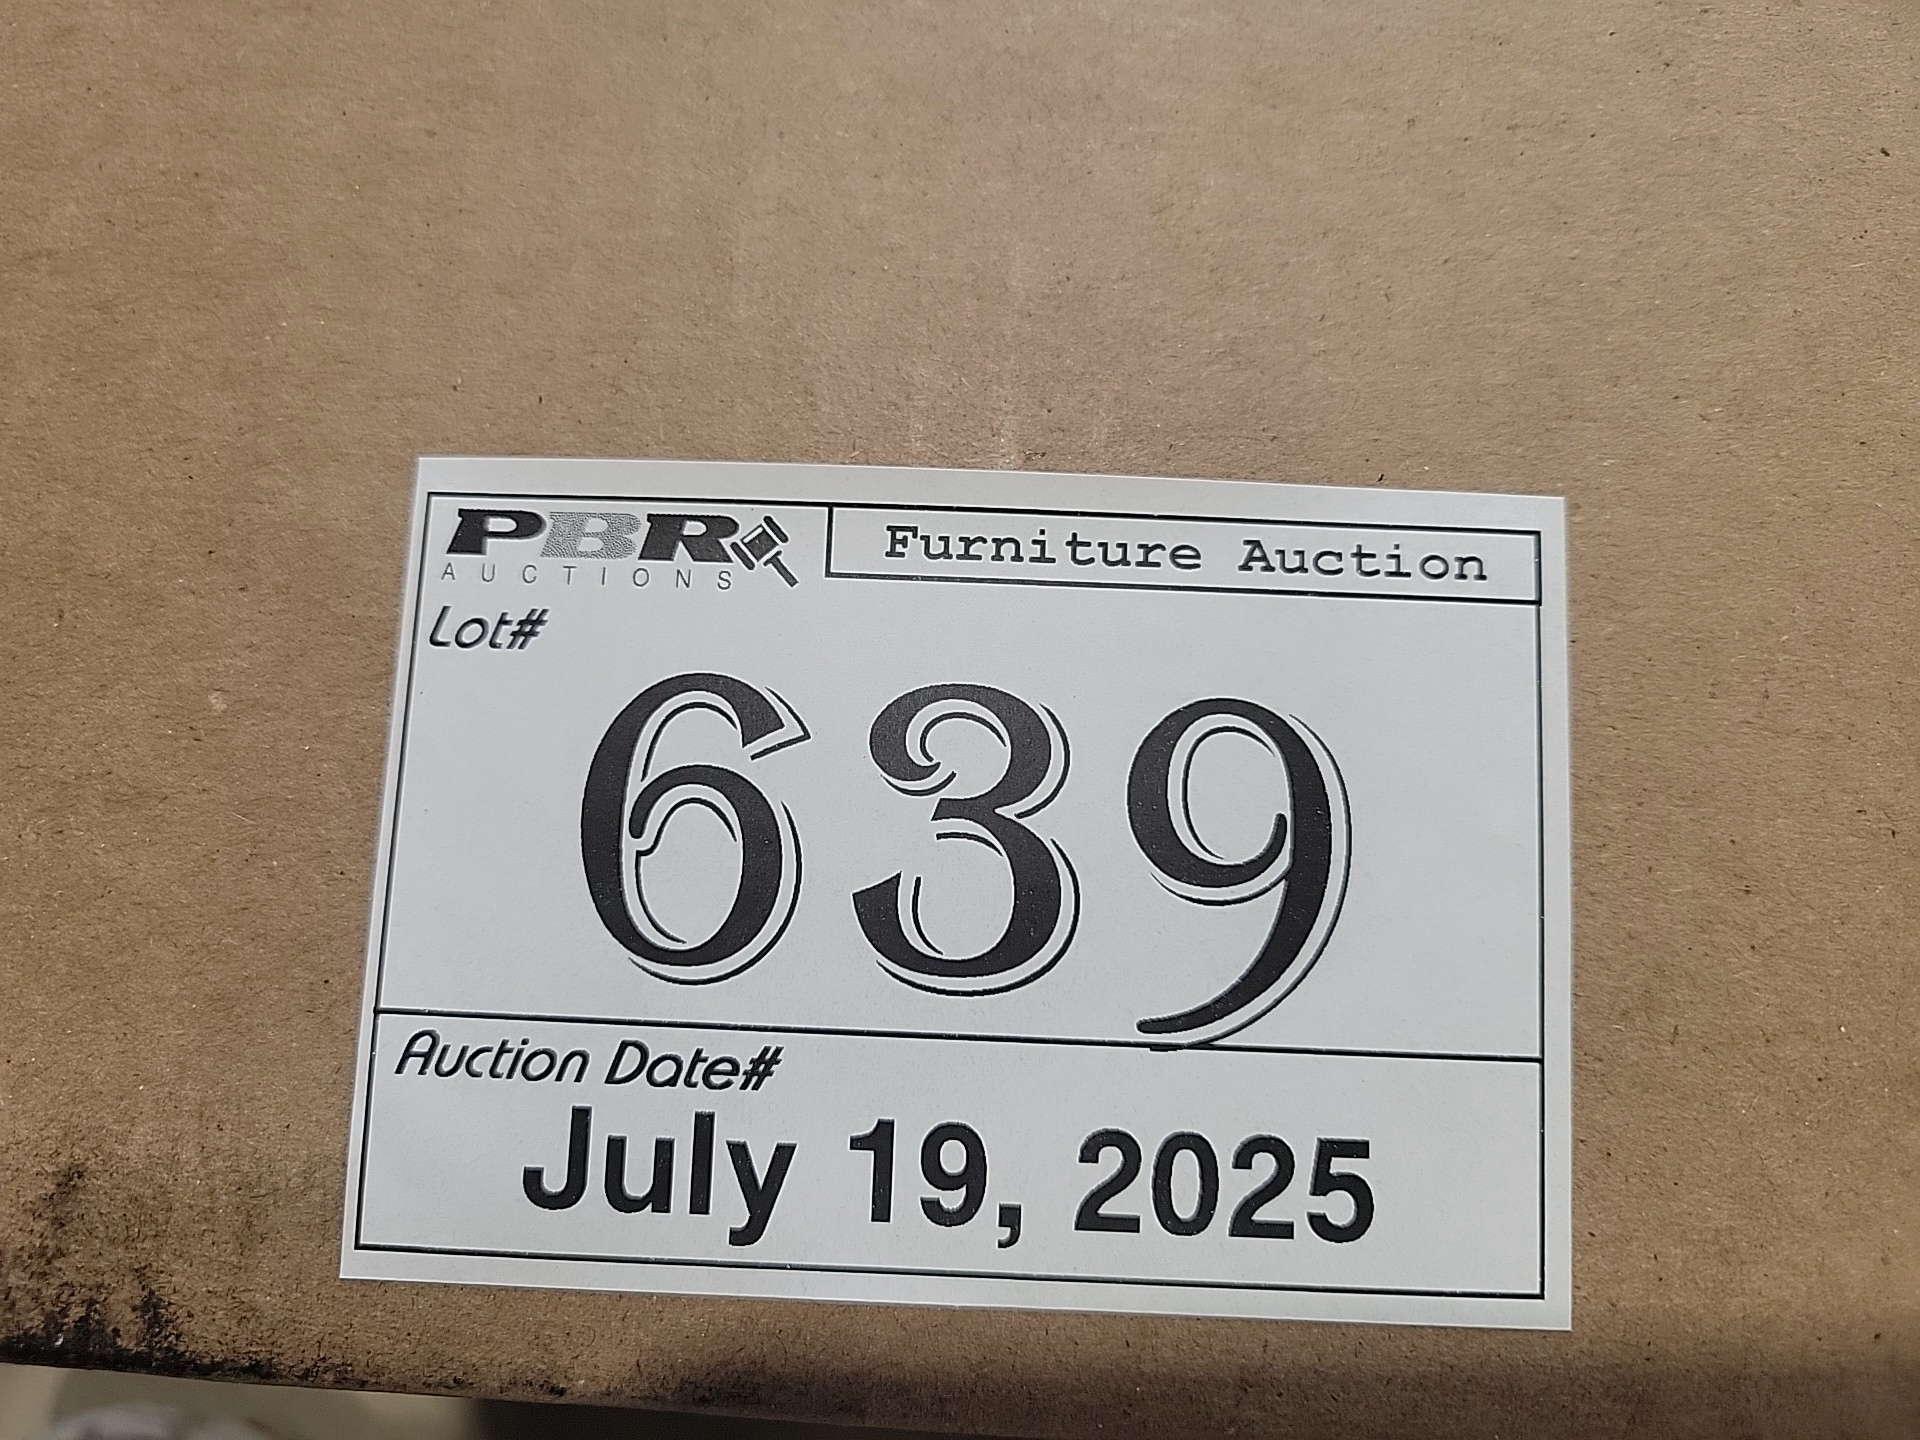 PBR
AUCTIONS
Furniture Auction
Lot#
639
Auction Date#
July 19, 2025